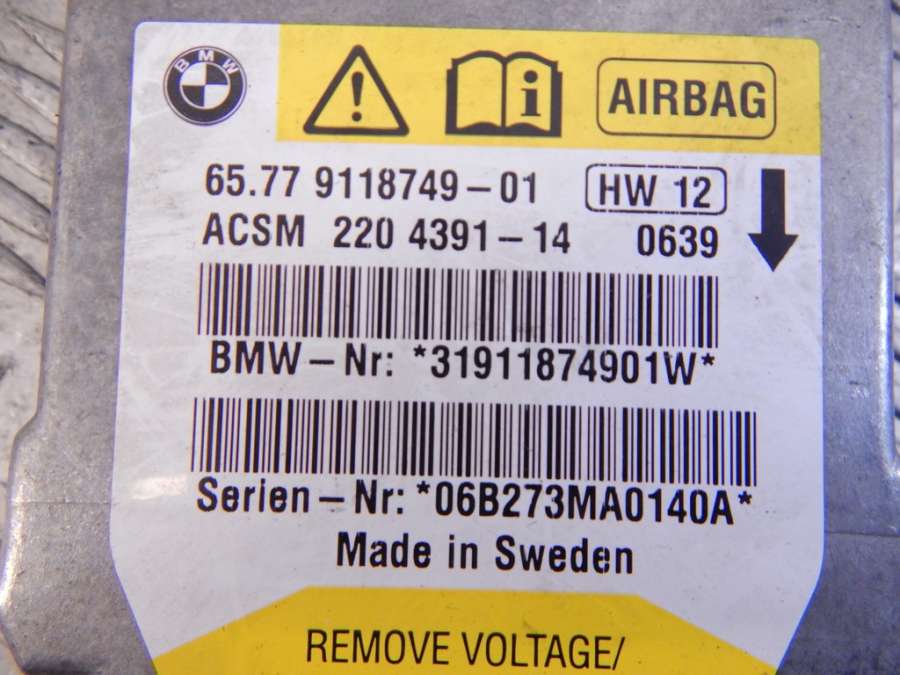 BMW
AIRBAG
65.77 9118749-01 HW 12
ACSM 220 4391-14 0639
BMW-Nr: *31911874901W*
Serien-Nr: *06B273MA0140A*
Made in Sweden
REMOVE VOLTAGE/